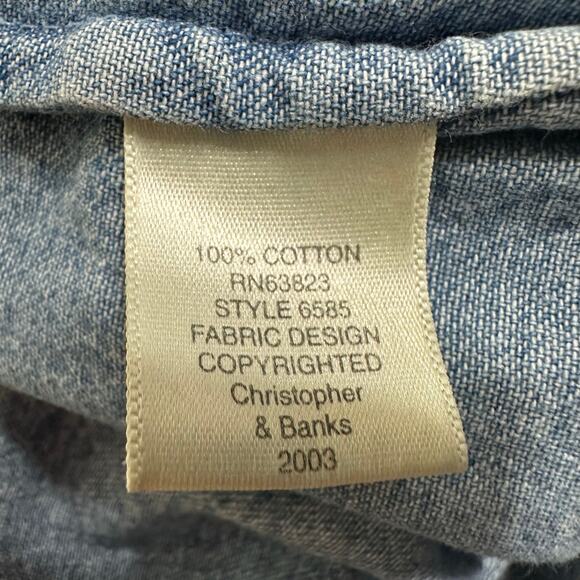 100% COTTON
RN63823
STYLE 6585
FABRIC DESIGN
COPYRIGHTED
Christopher
& Banks
2003